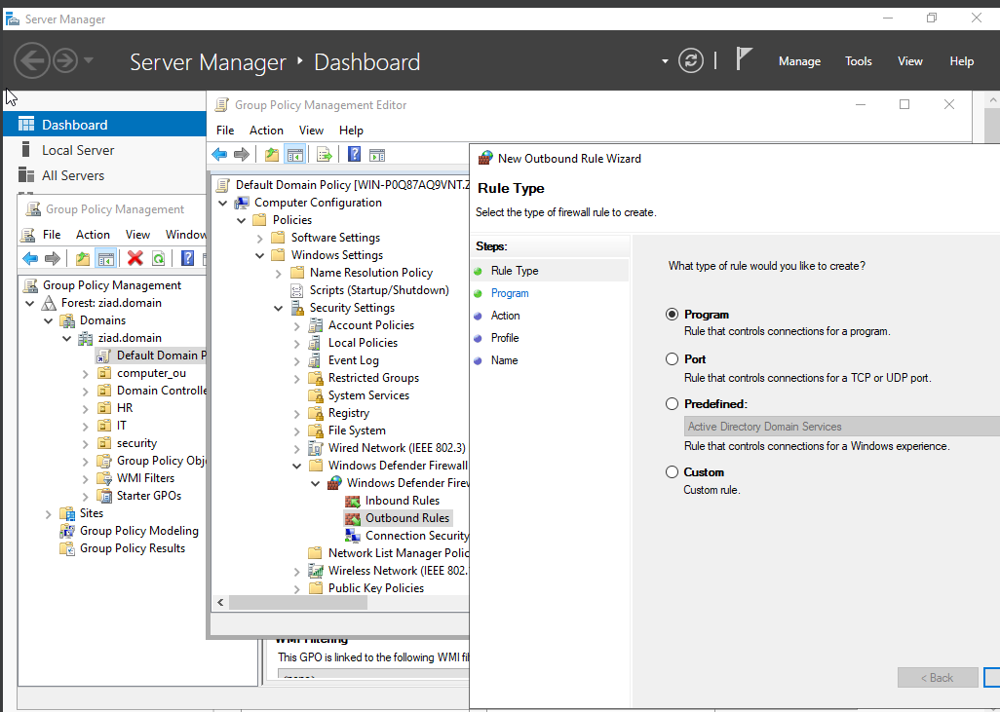 Server Manager
Server Manager
Dashboard
Manage
Tools
View
Help
Dashboard
Local Server
All Servers
Group Policy Management
File
Action
View
Window
Group Policy Management
Forest: ziad.domain
Domains
ziad.domain
Default Domain P
computer_ou
Domain Controlle
HR
IT
security
Group Policy Obj
WMI Filters
Starter GPOs
Sites
Group Policy Modeling
Group Policy Results
WMI Filtering
This GPO is linked to the following WMI fil
<none>
Group Policy Management Editor
File
Action
View
Help
Default Domain Policy [WIN-P0Q87AQ9VNT.Z
Computer Configuration
Policies
Software Settings
Windows Settings
Name Resolution Policy
Scripts (Startup/Shutdown)
Security Settings
Account Policies
Local Policies
Event Log
Restricted Groups
System Services
Registry
File System
Wired Network (IEEE 802.3)
Windows Defender Firewall
Windows Defender Firew
Inbound Rules
Outbound Rules
Connection Security
Network List Manager Polic
Wireless Network (IEEE 802.
Public Key Policies
New Outbound Rule Wizard
Rule Type
Select the type of firewall rule to create.
Steps:
Rule Type
Program
Action
Profile
Name
What type of rule would you like to create?
Program
Rule that controls connections for a program.
Port
Rule that controls connections for a TCP or UDP port.
Predefined:
Active Directory Domain Services
Rule that controls connections for a Windows experience.
Custom
Custom rule.
< Back